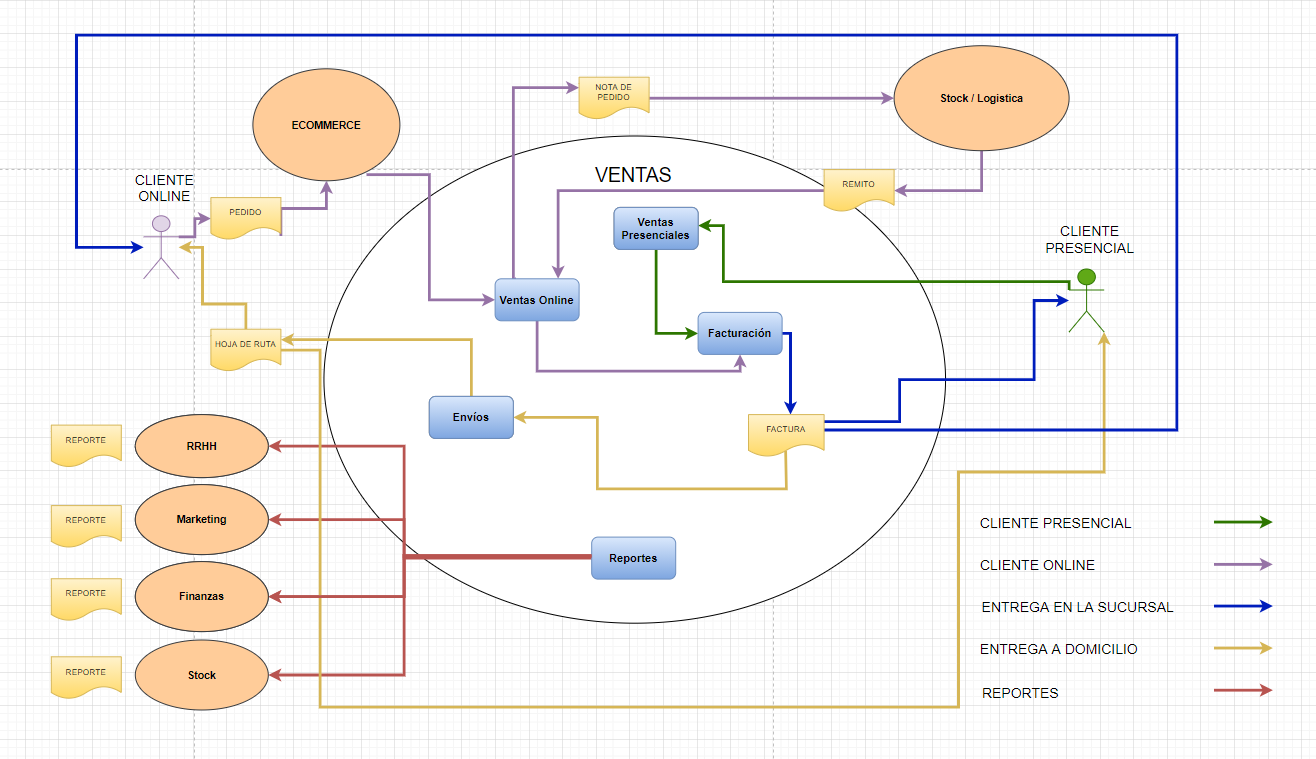 NOTA DE
PEDIDO
Stock / Logistica
ECOMMERCE
VENTAS
CLIENTE
ONLINE
REMITO
PEDIDO
Ventas
Presenciales
CLIENTE
PRESENCIAL
Ventas Online
Facturación
HOJA DE RUTA
Envíos
FACTURA
REPORTE
RRHH
REPORTE
Marketing
REPORTE
Finanzas
REPORTE
Stock
Reportes
CLIENTE PRESENCIAL
CLIENTE ONLINE
ENTREGA EN LA SUCURSAL
ENTREGA A DOMICILIO
REPORTES